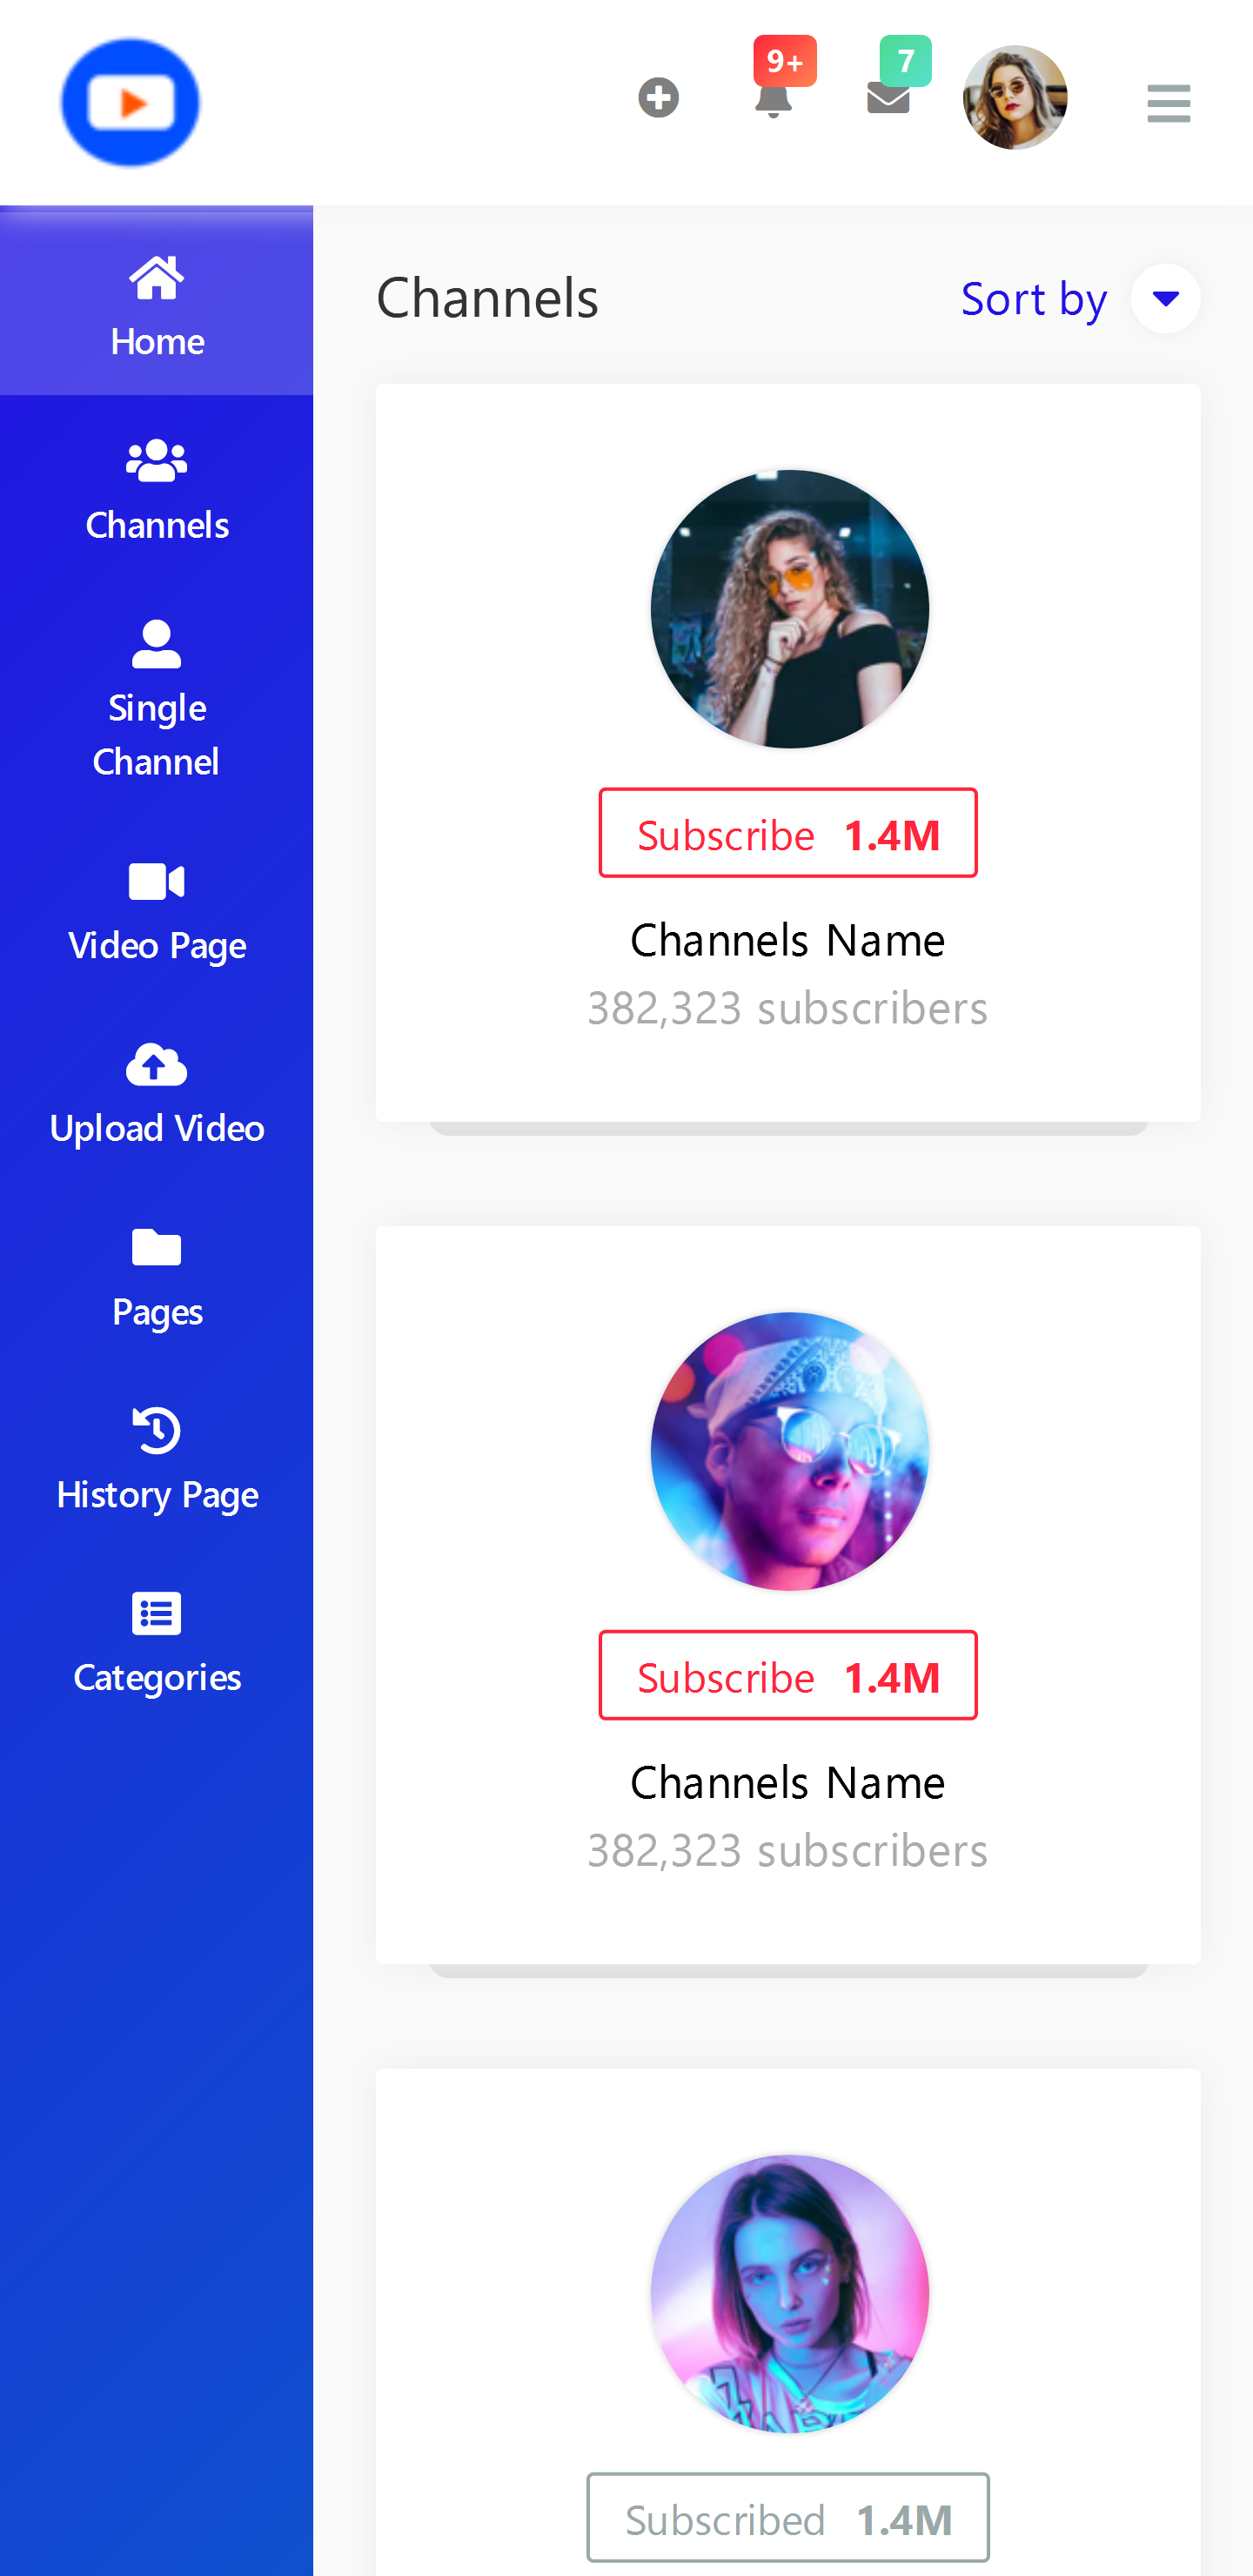 9+
7
Home
Channels
Single
Channel
Video Page
Upload Video
Pages
History Page
Categories
Channels
Sort by
Subscribe 1.4M
Channels Name
382,323 subscribers
Subscribe 1.4M
Channels Name
382,323 subscribers
Subscribed 1.4M